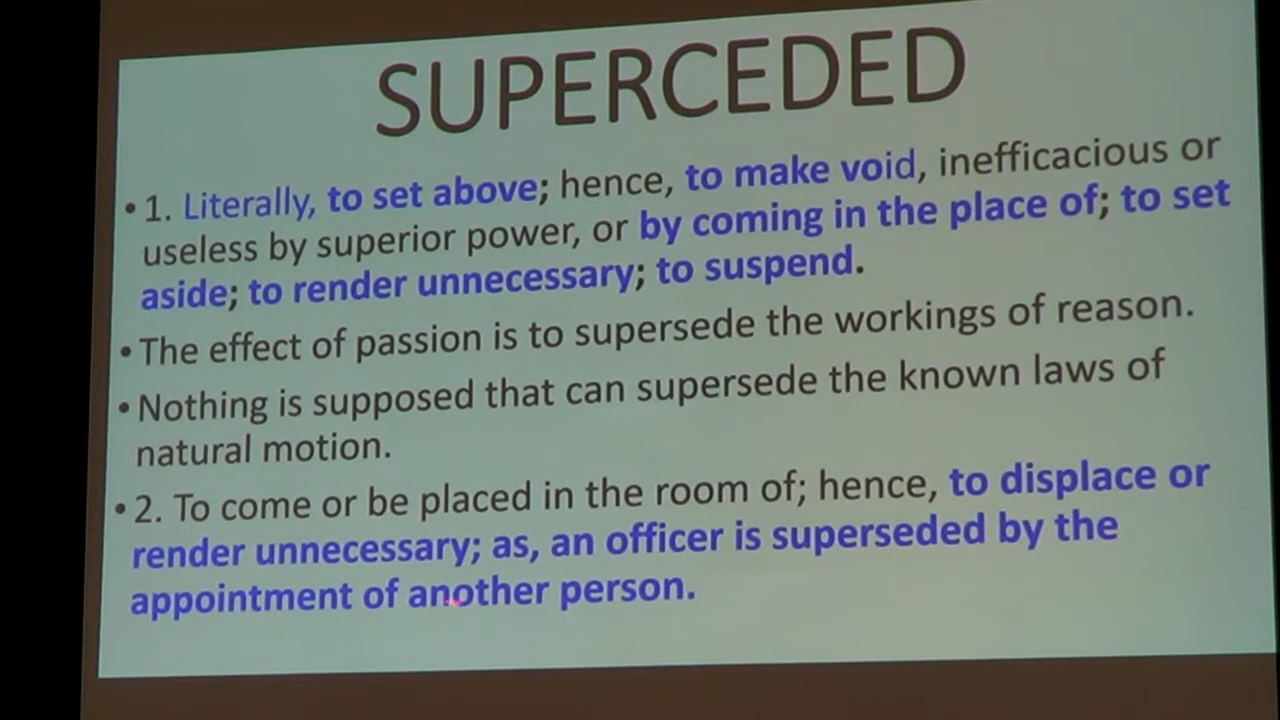 SUPERCEDED
• 1. Literally, to set above; hence, to make void, inefficacious or
useless by superior power, or by coming in the place of; to set
aside; to render unnecessary; to suspend.
• The effect of passion is to supersede the workings of reason.
• Nothing is supposed that can supersede the known laws of
natural motion.
• 2. To come or be placed in the room of; hence, to displace or
render unnecessary; as, an officer is superseded by the
appointment of another person.